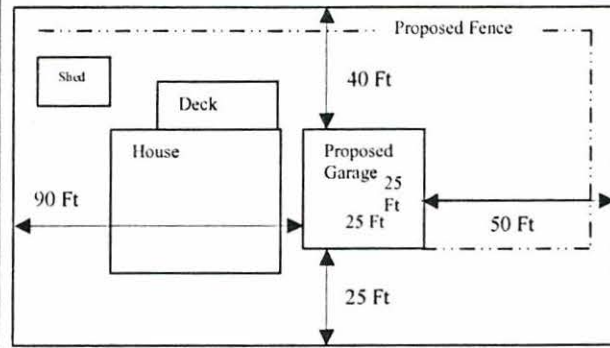 Proposed Fence
Shed
40 Ft
Deck
House
Proposed
Garage
25
Ft
25 Ft
90 Ft
50 Ft
25 Ft